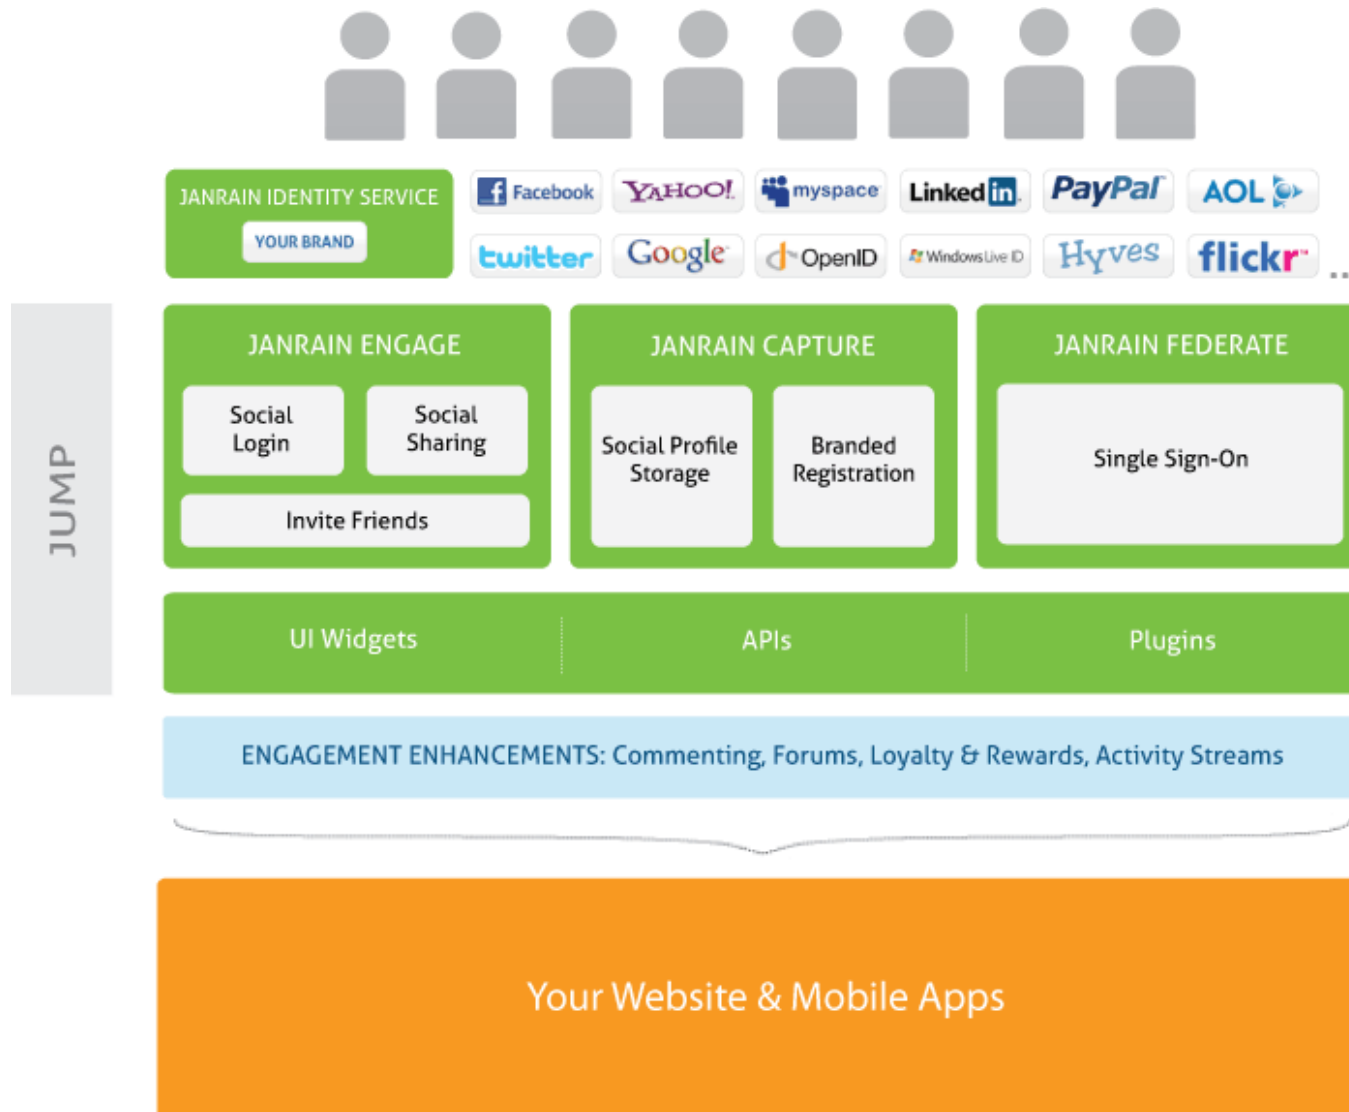 JANRAIN IDENTITY SERVICE
YOUR BRAND
Facebook
YAHOO!
myspace
Linked in
PayPal
AOL
twitter
Google
OpenID
Windows Live ID
Hyves
flickr
...
JUMP
JANRAIN ENGAGE
Social
Login
Social
Sharing
Invite Friends
JANRAIN CAPTURE
Social Profile
Storage
Branded
Registration
JANRAIN FEDERATE
Single Sign-On
UI Widgets
APIs
Plugins
ENGAGEMENT ENHANCEMENTS: Commenting, Forums, Loyalty & Rewards, Activity Streams
Your Website & Mobile Apps